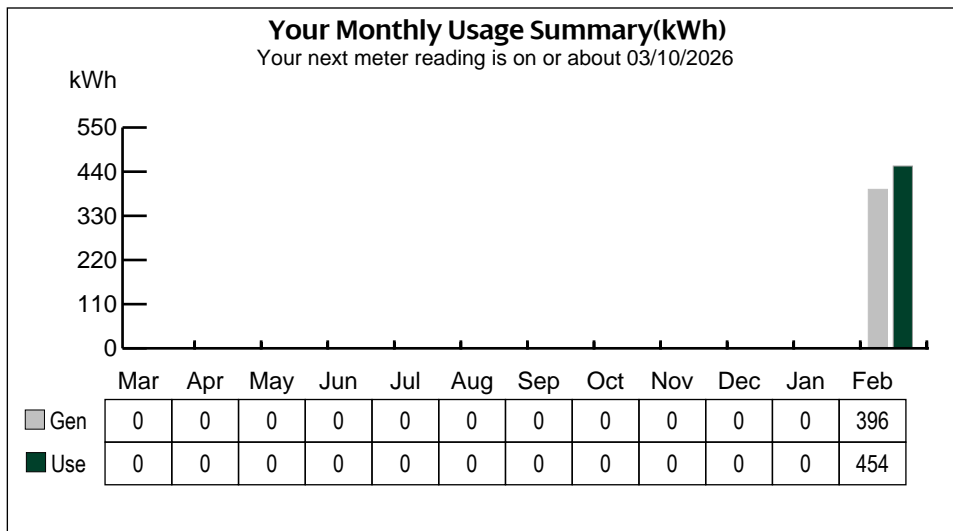 Your Monthly Usage Summary(kWh)
Your next meter reading is on or about 03/10/2026
kWh
550
440
330
220
110
0
Mar Apr May Jun Jul Aug Sep Oct Nov Dec Jan Feb
Gen 0 0 0 0 0 0 0 0 0 0 0 396
Use 0 0 0 0 0 0 0 0 0 0 0 454